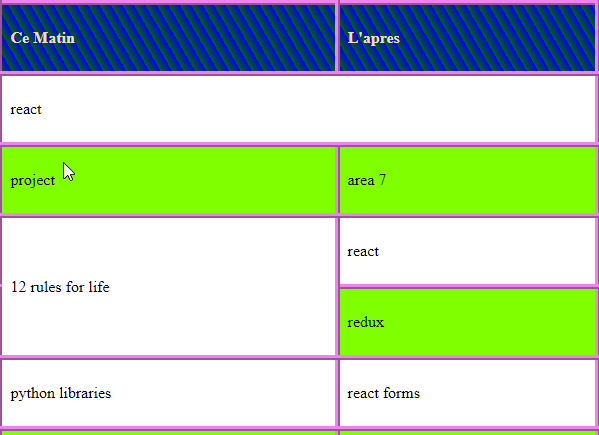 Ce Matin
L'apres
react
project
area 7
12 rules for life
react
redux
python libraries
react forms